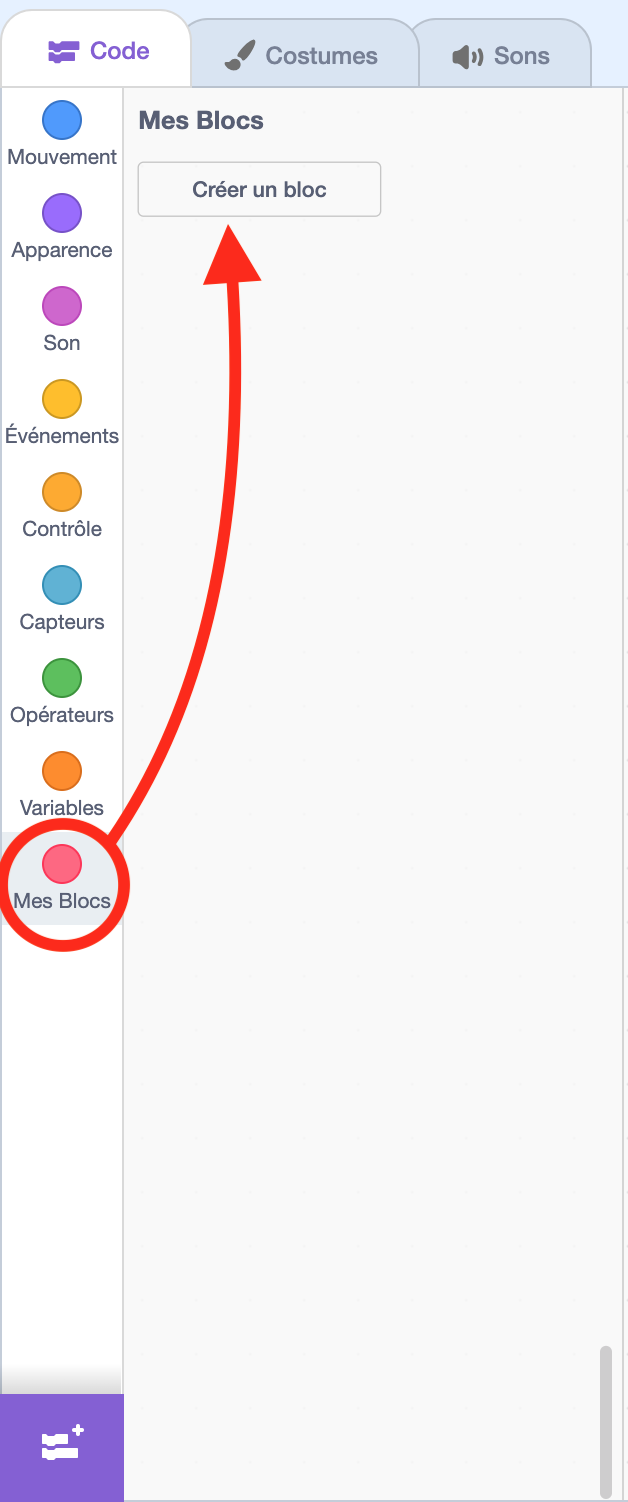 Code
Costumes
Sons
Mouvement
Apparence
Son
Événements
Contrôle
Capteurs
Opérateurs
Variables
Mes Blocs
Mes Blocs
Créer un bloc